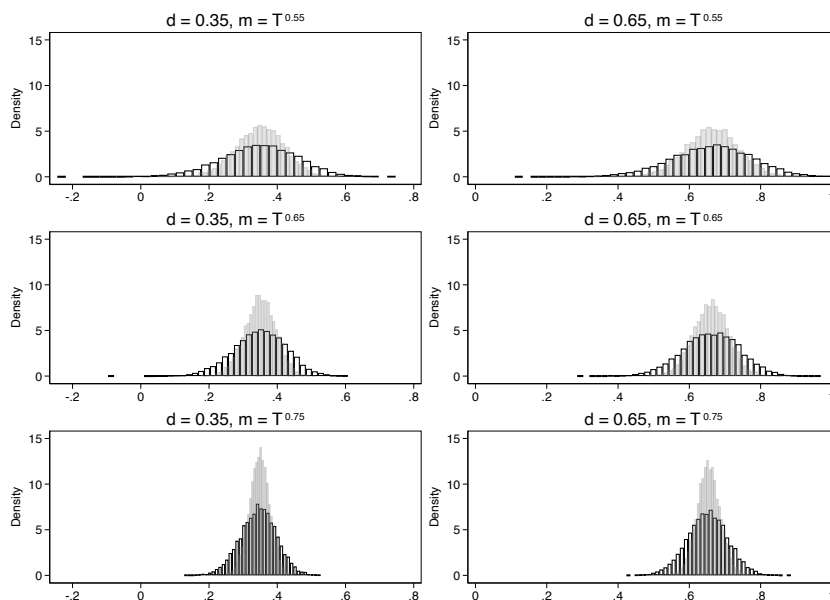 d = 0.35, m = T^0.55
15
10
5
0
Density
-.2 0 .2 .4 .6 .8
d = 0.65, m = T^0.55
15
10
5
0
Density
0 .2 .4 .6 .8
d = 0.35, m = T^0.65
15
10
5
0
Density
-.2 0 .2 .4 .6 .8
d = 0.65, m = T^0.65
15
10
5
0
Density
0 .2 .4 .6 .8
d = 0.35, m = T^0.75
15
10
5
0
Density
-.2 0 .2 .4 .6 .8
d = 0.65, m = T^0.75
15
10
5
0
Density
0 .2 .4 .6 .8